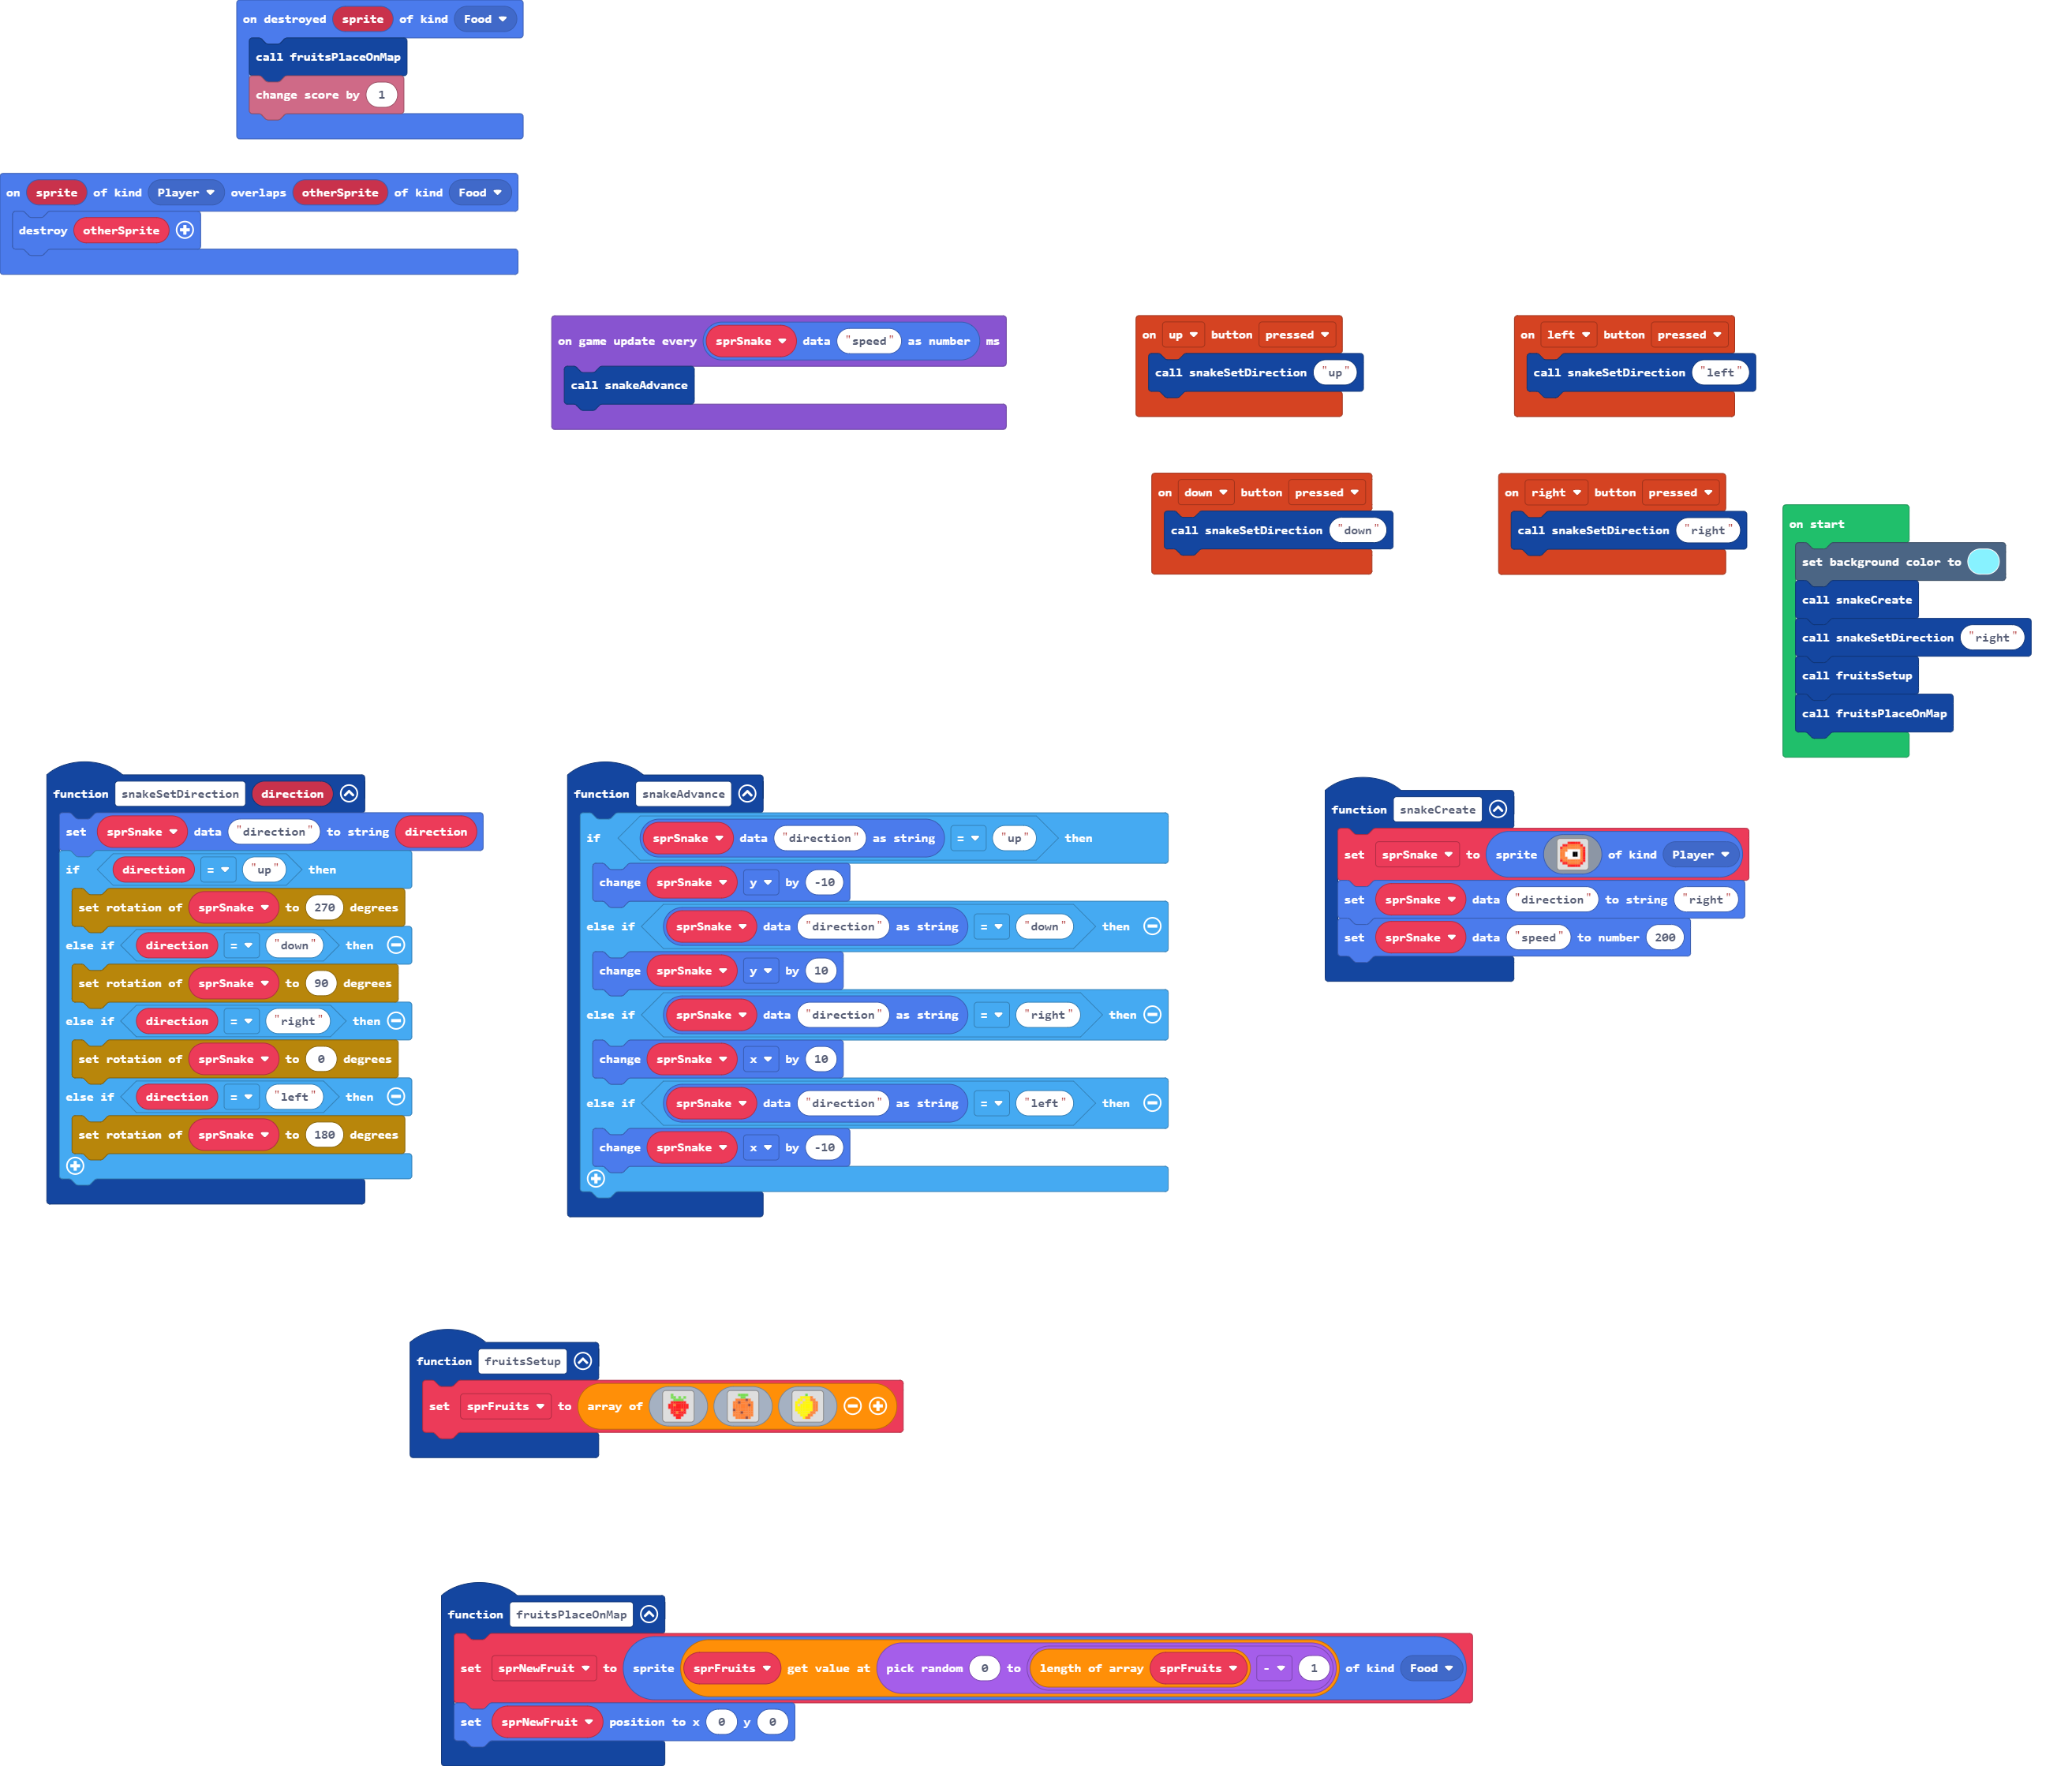 on destroyed sprite of kind Food
call fruitsPlaceOnMap
change score by 1
on sprite of kind Player overlaps otherSprite of kind Food
destroy otherSprite
on game update every sprSnake data "speed" as number ms
call snakeAdvance
on up button pressed
call snakeSetDirection "up"
on left button pressed
call snakeSetDirection "left"
on down button pressed
call snakeSetDirection "down"
on right button pressed
call snakeSetDirection "right"
on start
set background color to
call snakeCreate
call snakeSetDirection "right"
call fruitsSetup
call fruitsPlaceOnMap
function snakeSetDirection direction
set sprSnake data "direction" to string direction
if direction = "up" then
set rotation of sprSnake to 270 degrees
else if direction = "down" then
set rotation of sprSnake to 90 degrees
else if direction = "right" then
set rotation of sprSnake to 0 degrees
else if direction = "left" then
set rotation of sprSnake to 180 degrees
function snakeAdvance
if sprSnake data "direction" as string = "up" then
change sprSnake y by -10
else if sprSnake data "direction" as string = "down" then
change sprSnake y by 10
else if sprSnake data "direction" as string = "right" then
change sprSnake x by 10
else if sprSnake data "direction" as string = "left" then
change sprSnake x by -10
function snakeCreate
set sprSnake to sprite of kind Player
set sprSnake data "direction" to string "right"
set sprSnake data "speed" to number 200
function fruitsSetup
set sprFruits to array of
function fruitsPlaceOnMap
set sprNewFruit to sprite sprFruits get value at pick random 0 to length of array sprFruits - 1 of kind Food
set sprNewFruit position to x 0 y 0